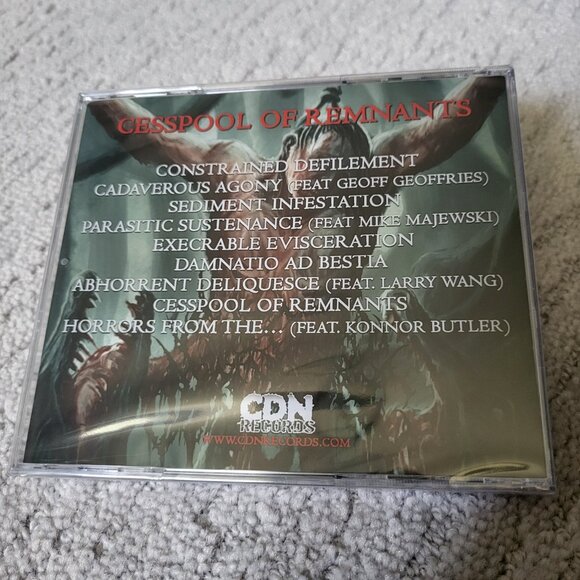 CESSPOOL OF REMNANTS
CONSTRAINED DEFILEMENT
CADAVEROUS AGONY (FEAT GEOFF GEOFFRIES)
SEDIMENT INFESTATION
PARASITIC SUSTENANCE (FEAT MIKE MAJEWSKI)
EXECRABLE EVISCERATION
DAMNATIO AD BESTIA
ABHORRENT DELIQUESCE (FEAT. LARRY WANG)
CESSPOOL OF REMNANTS
HORRORS FROM THE... (FEAT. KONNOR BUTLER)
CDN
RECORDS
WWW.CDNRECORDS.COM